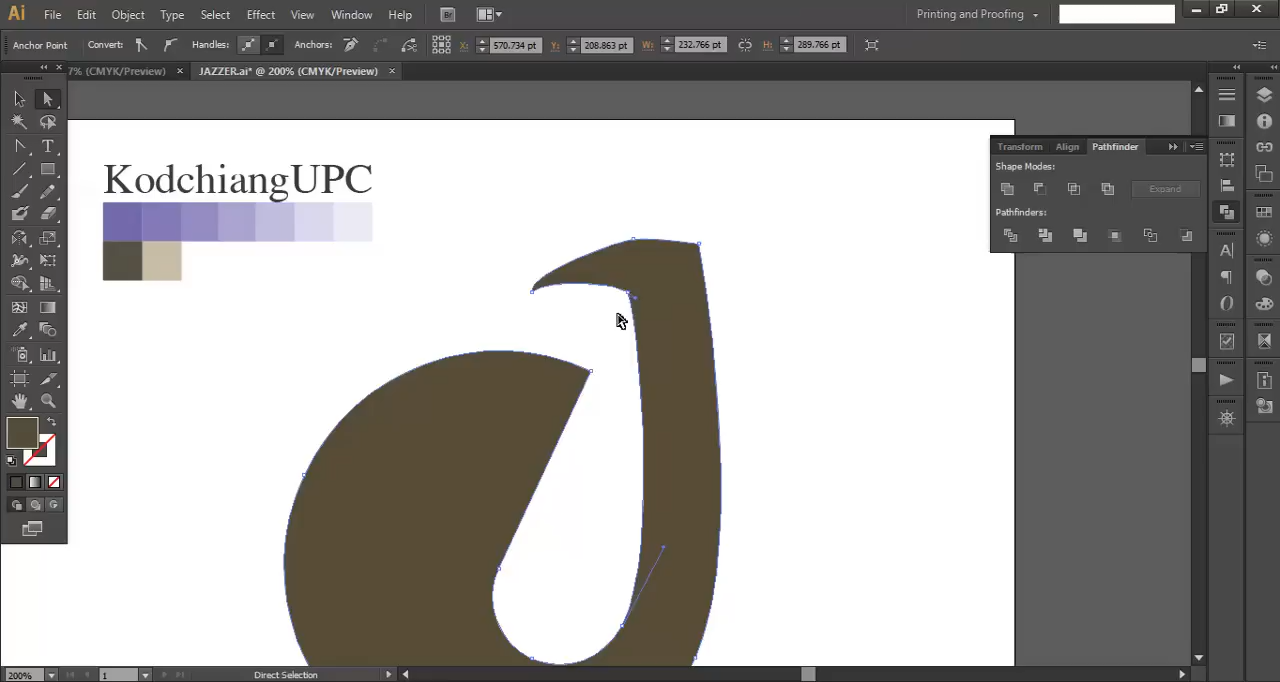 Ai File Edit Object Type Select Effect View Window Help Br Printing and Proofing
Anchor Point Convert: Handles: Anchors: X: 570.734 pt Y: 208.863 pt W: 232.766 pt H: 289.766 pt
7% (CMYK/Preview) × JAZZER.ai* @ 200% (CMYK/Preview) ×
Transform Align Pathfinder
Shape Modes:
Expand
Pathfinders:
KodchiangUPC
200% 1 Direct Selection